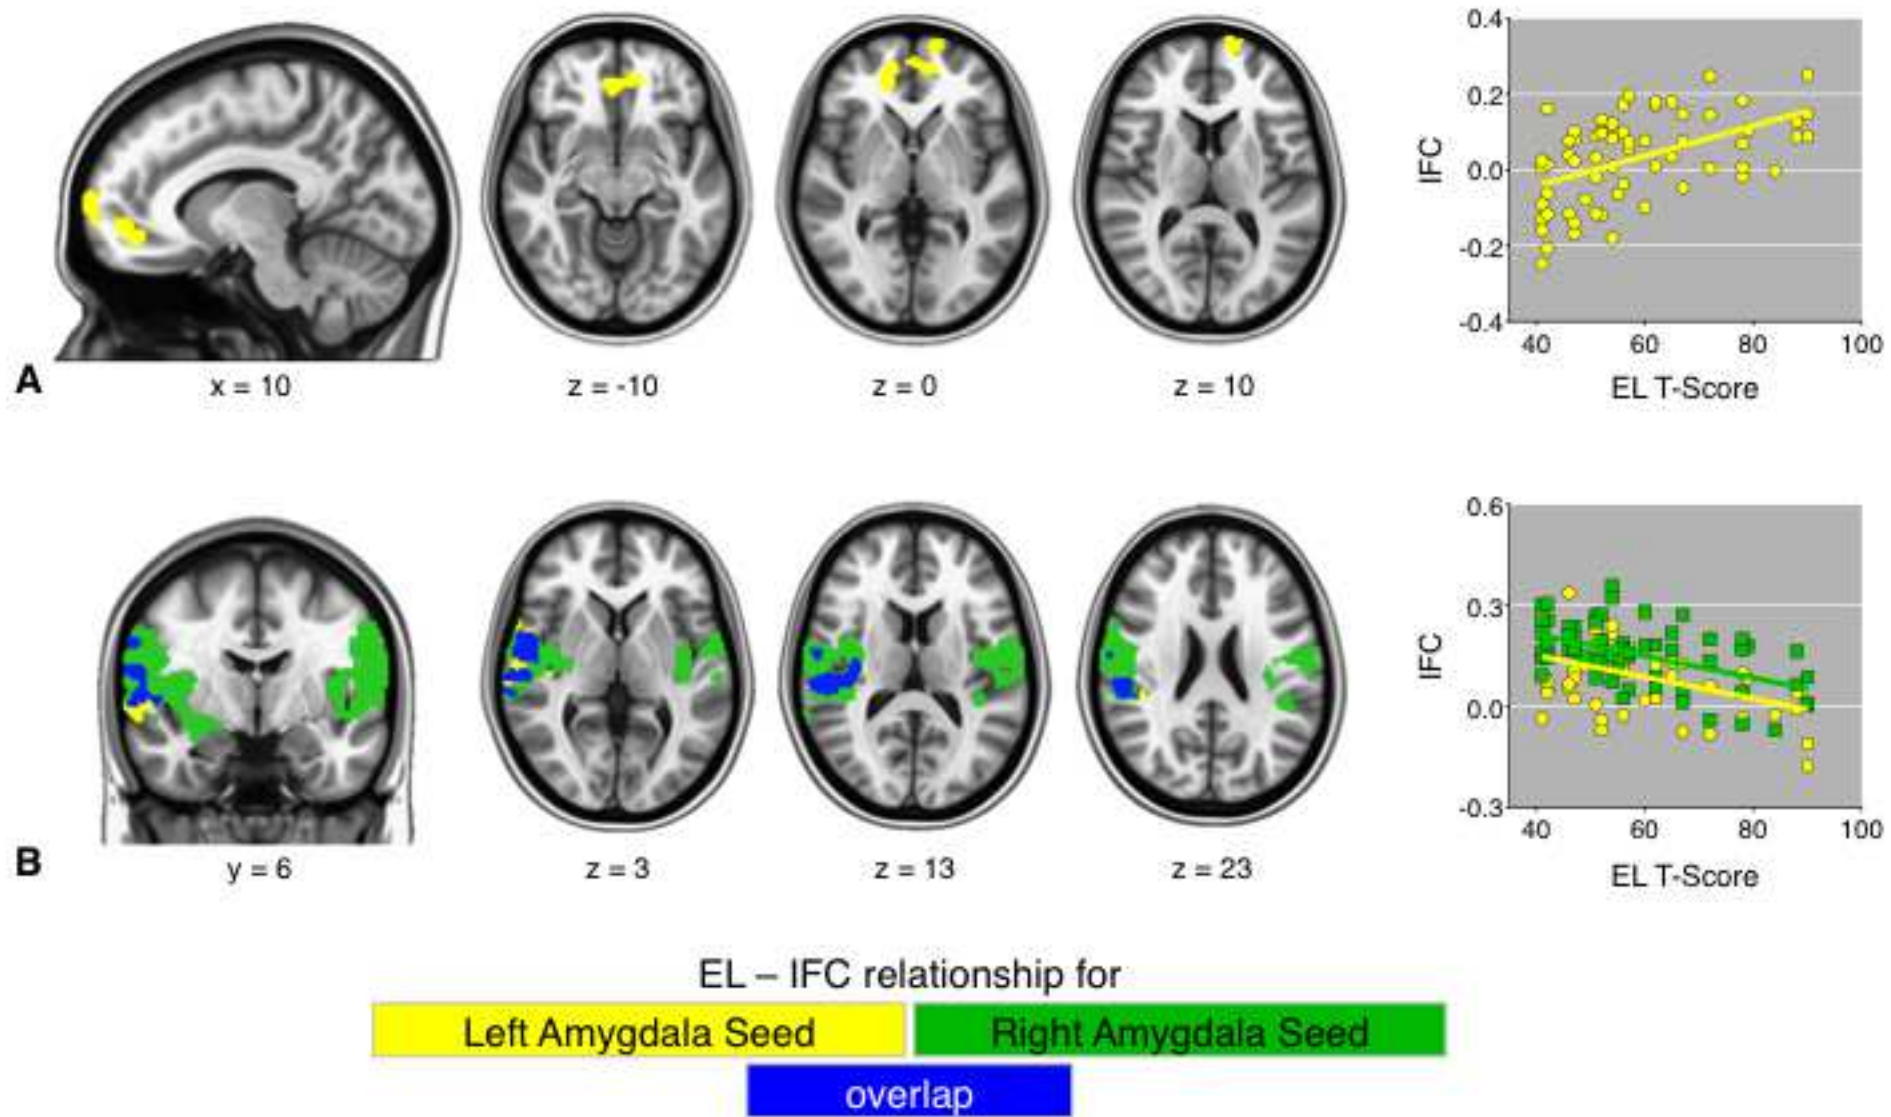 0.4
0.2
0.0
-0.2
-0.4
IFC
40 60 80 100
EL T-Score
A
x = 10
z = -10
z = 0
z = 10
0.6
0.3
0.0
-0.3
IFC
40 60 80 100
EL T-Score
B
y = 6
z = 3
z = 13
z = 23
EL – IFC relationship for
Left Amygdala Seed
Right Amygdala Seed
overlap